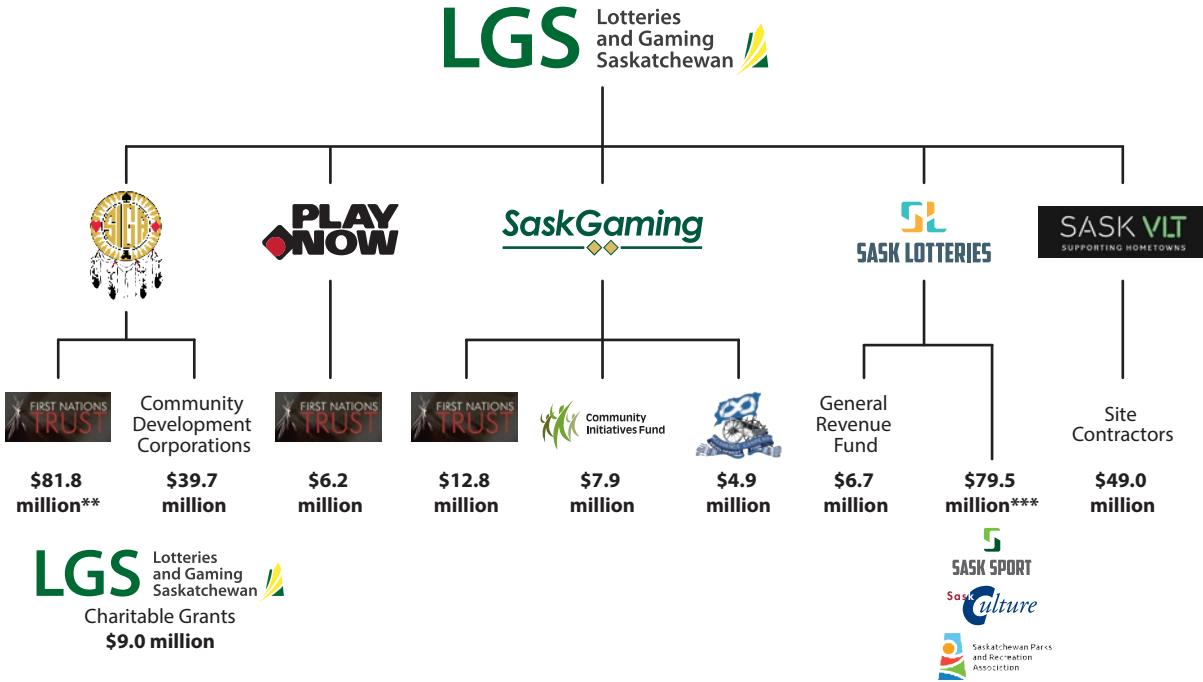 LGS
Lotteries
and Gaming
Saskatchewan
SIGA
PLAY
NOW
SaskGaming
SL
SASK LOTTERIES
SASK VLT
SUPPORTING HOMETOWNS
FIRST NATIONS
TRUST
$81.8
million**
Community
Development
Corporations
$39.7
million
FIRST NATIONS
TRUST
$6.2
million
FIRST NATIONS
TRUST
$12.8
million
Community
Initiatives Fund
$7.9
million
$4.9
million
General
Revenue
Fund
$6.7
million
$79.5
million***
Site
Contractors
$49.0
million
LGS
Lotteries
and Gaming
Saskatchewan
Charitable Grants
$9.0 million
SASK SPORT
Sask
Culture
Saskatchewan Parks
and Recreation
Association